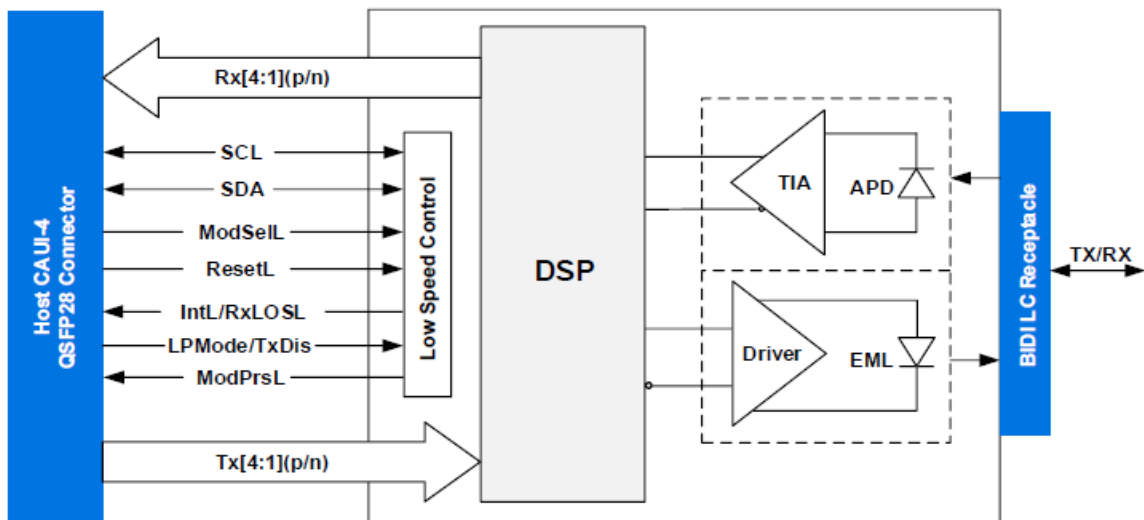 Host CAUI-4
QSFP28 Connector
Rx[4:1](p/n)
SCL
SDA
ModSelL
ResetL
IntL/RxLOSL
LPMode/TxDis
ModPrsL
Tx[4:1](p/n)
Low Speed Control
DSP
TIA
APD
Driver
EML
BIDI LC Receptacle
TX/RX